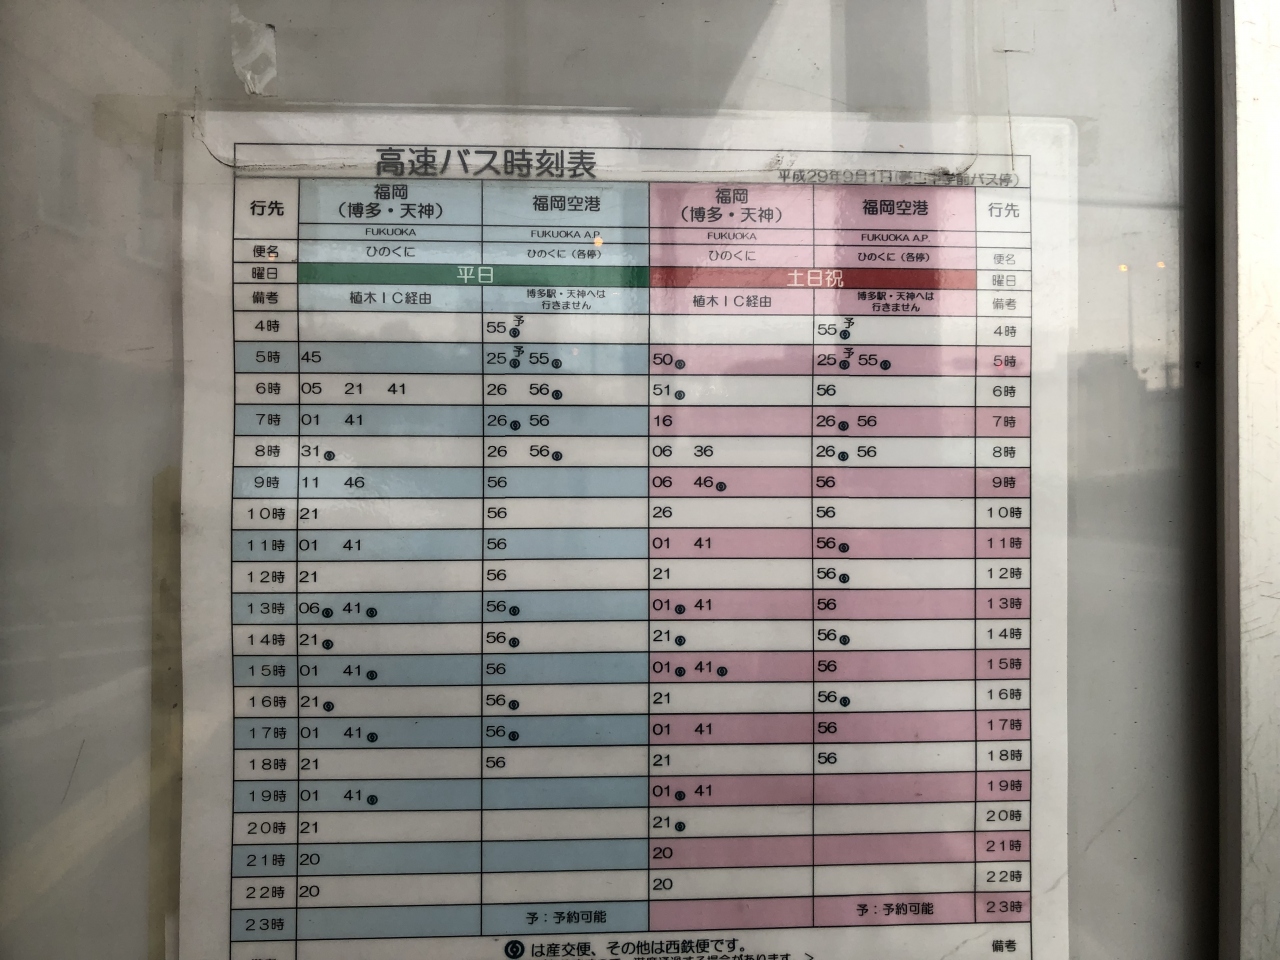 高速バス時刻表
平成29年9月1日( 前バス停)
行先 福岡 (博多・天神) 福岡空港 福岡 (博多・天神) 福岡空港 行先
FUKUOKA FUKUOKA A.P. FUKUOKA FUKUOKA A.P.
便名 ひのくに ひのくに(各停) ひのくに ひのくに(各停) 便名
曜日 平日 土日祝 曜日
備考 植木IC経由 博多駅・天神へは行きません 植木IC経由 博多駅・天神へは行きません 備考
4時 55予 55予 4時
5時 45 25予 55 50 25予 55 5時
6時 05 21 41 26 56 51 56 6時
7時 01 41 26 56 16 26 56 7時
8時 31 26 56 06 36 26 56 8時
9時 11 46 56 06 46 56 9時
10時 21 56 26 56 10時
11時 01 41 56 01 41 56 11時
12時 21 56 21 56 12時
13時 06 41 56 01 41 56 13時
14時 21 56 21 56 14時
15時 01 41 56 01 41 56 15時
16時 21 56 21 56 16時
17時 01 41 56 01 41 56 17時
18時 21 56 21 56 18時
19時 01 41 01 41 19時
20時 21 21 20時
21時 20 20 21時
22時 20 20 22時
23時 予:予約可能 予:予約可能 23時
は産交便、その他は西鉄便です。 備考